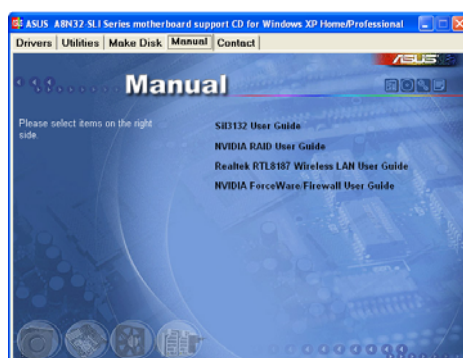 ASUS A8N32-SLI Series motherboard support CD for Windows XP Home/Professional
Drivers Utilities Make Disk Manual Contact
ASUS
Manual
Please select items on the right side.
SiI3132 User Guide
NVIDIA RAID User Guide
Realtek RTL8187 Wireless LAN User Guide
NVIDIA ForceWare/Firewall User Guide